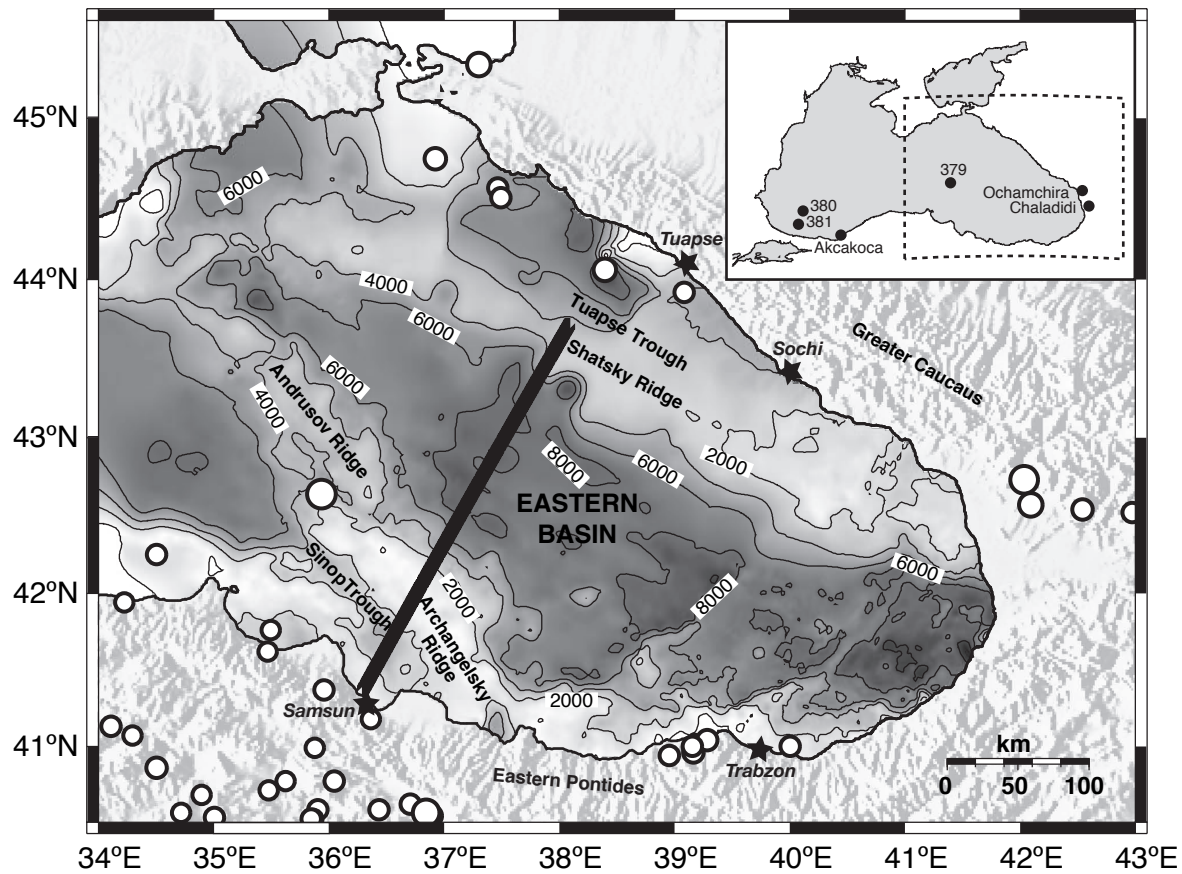 45ºN
44ºN
43ºN
42ºN
41ºN
34ºE
35ºE
36ºE
37ºE
38ºE
39ºE
40ºE
41ºE
42ºE
43ºE
379
380
381
Ochamchira
Chaladidi
Akcakoca
6000
4000
6000
6000
4000
8000
6000
2000
6000
8000
2000
2000
Tuapse
Tuapse Trough
Shatsky Ridge
Sochi
Greater Caucaus
Andrusov Ridge
EASTERN
BASIN
SinopTrough
Archangelsky
Ridge
Samsun
Eastern Pontides
Trabzon
km
0
50
100